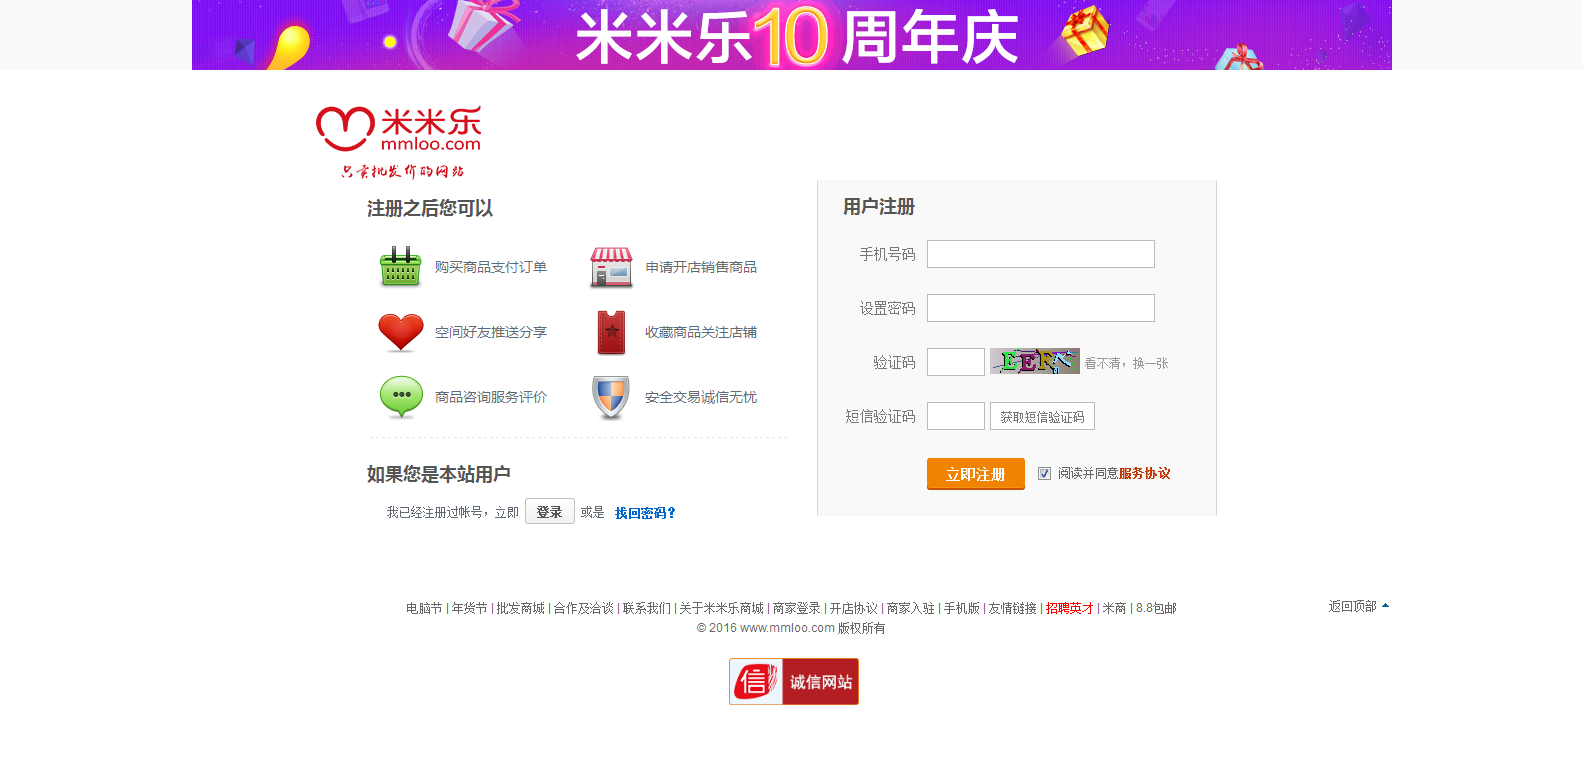 米米乐10周年庆
米米乐
mmloo.com
只卖批发价的网站
注册之后您可以
购买商品支付订单
申请开店销售商品
空间好友推送分享
收藏商品关注店铺
商品咨询服务评价
安全交易诚信无忧
如果您是本站用户
我已经注册过帐号，立即 登录 或是 找回密码?
用户注册
手机号码
设置密码
验证码 EERK 看不清，换一张
短信验证码 获取短信验证码
立即注册 阅读并同意服务协议
电脑节 | 年货节 | 批发商城 | 合作及洽谈 | 联系我们 | 关于米米乐商城 | 商家登录 | 开店协议 | 商家入驻 | 手机版 | 友情链接 | 招聘英才 | 米商 | 8.8包邮
返回顶部
© 2016 www.mmloo.com 版权所有
信 诚信网站